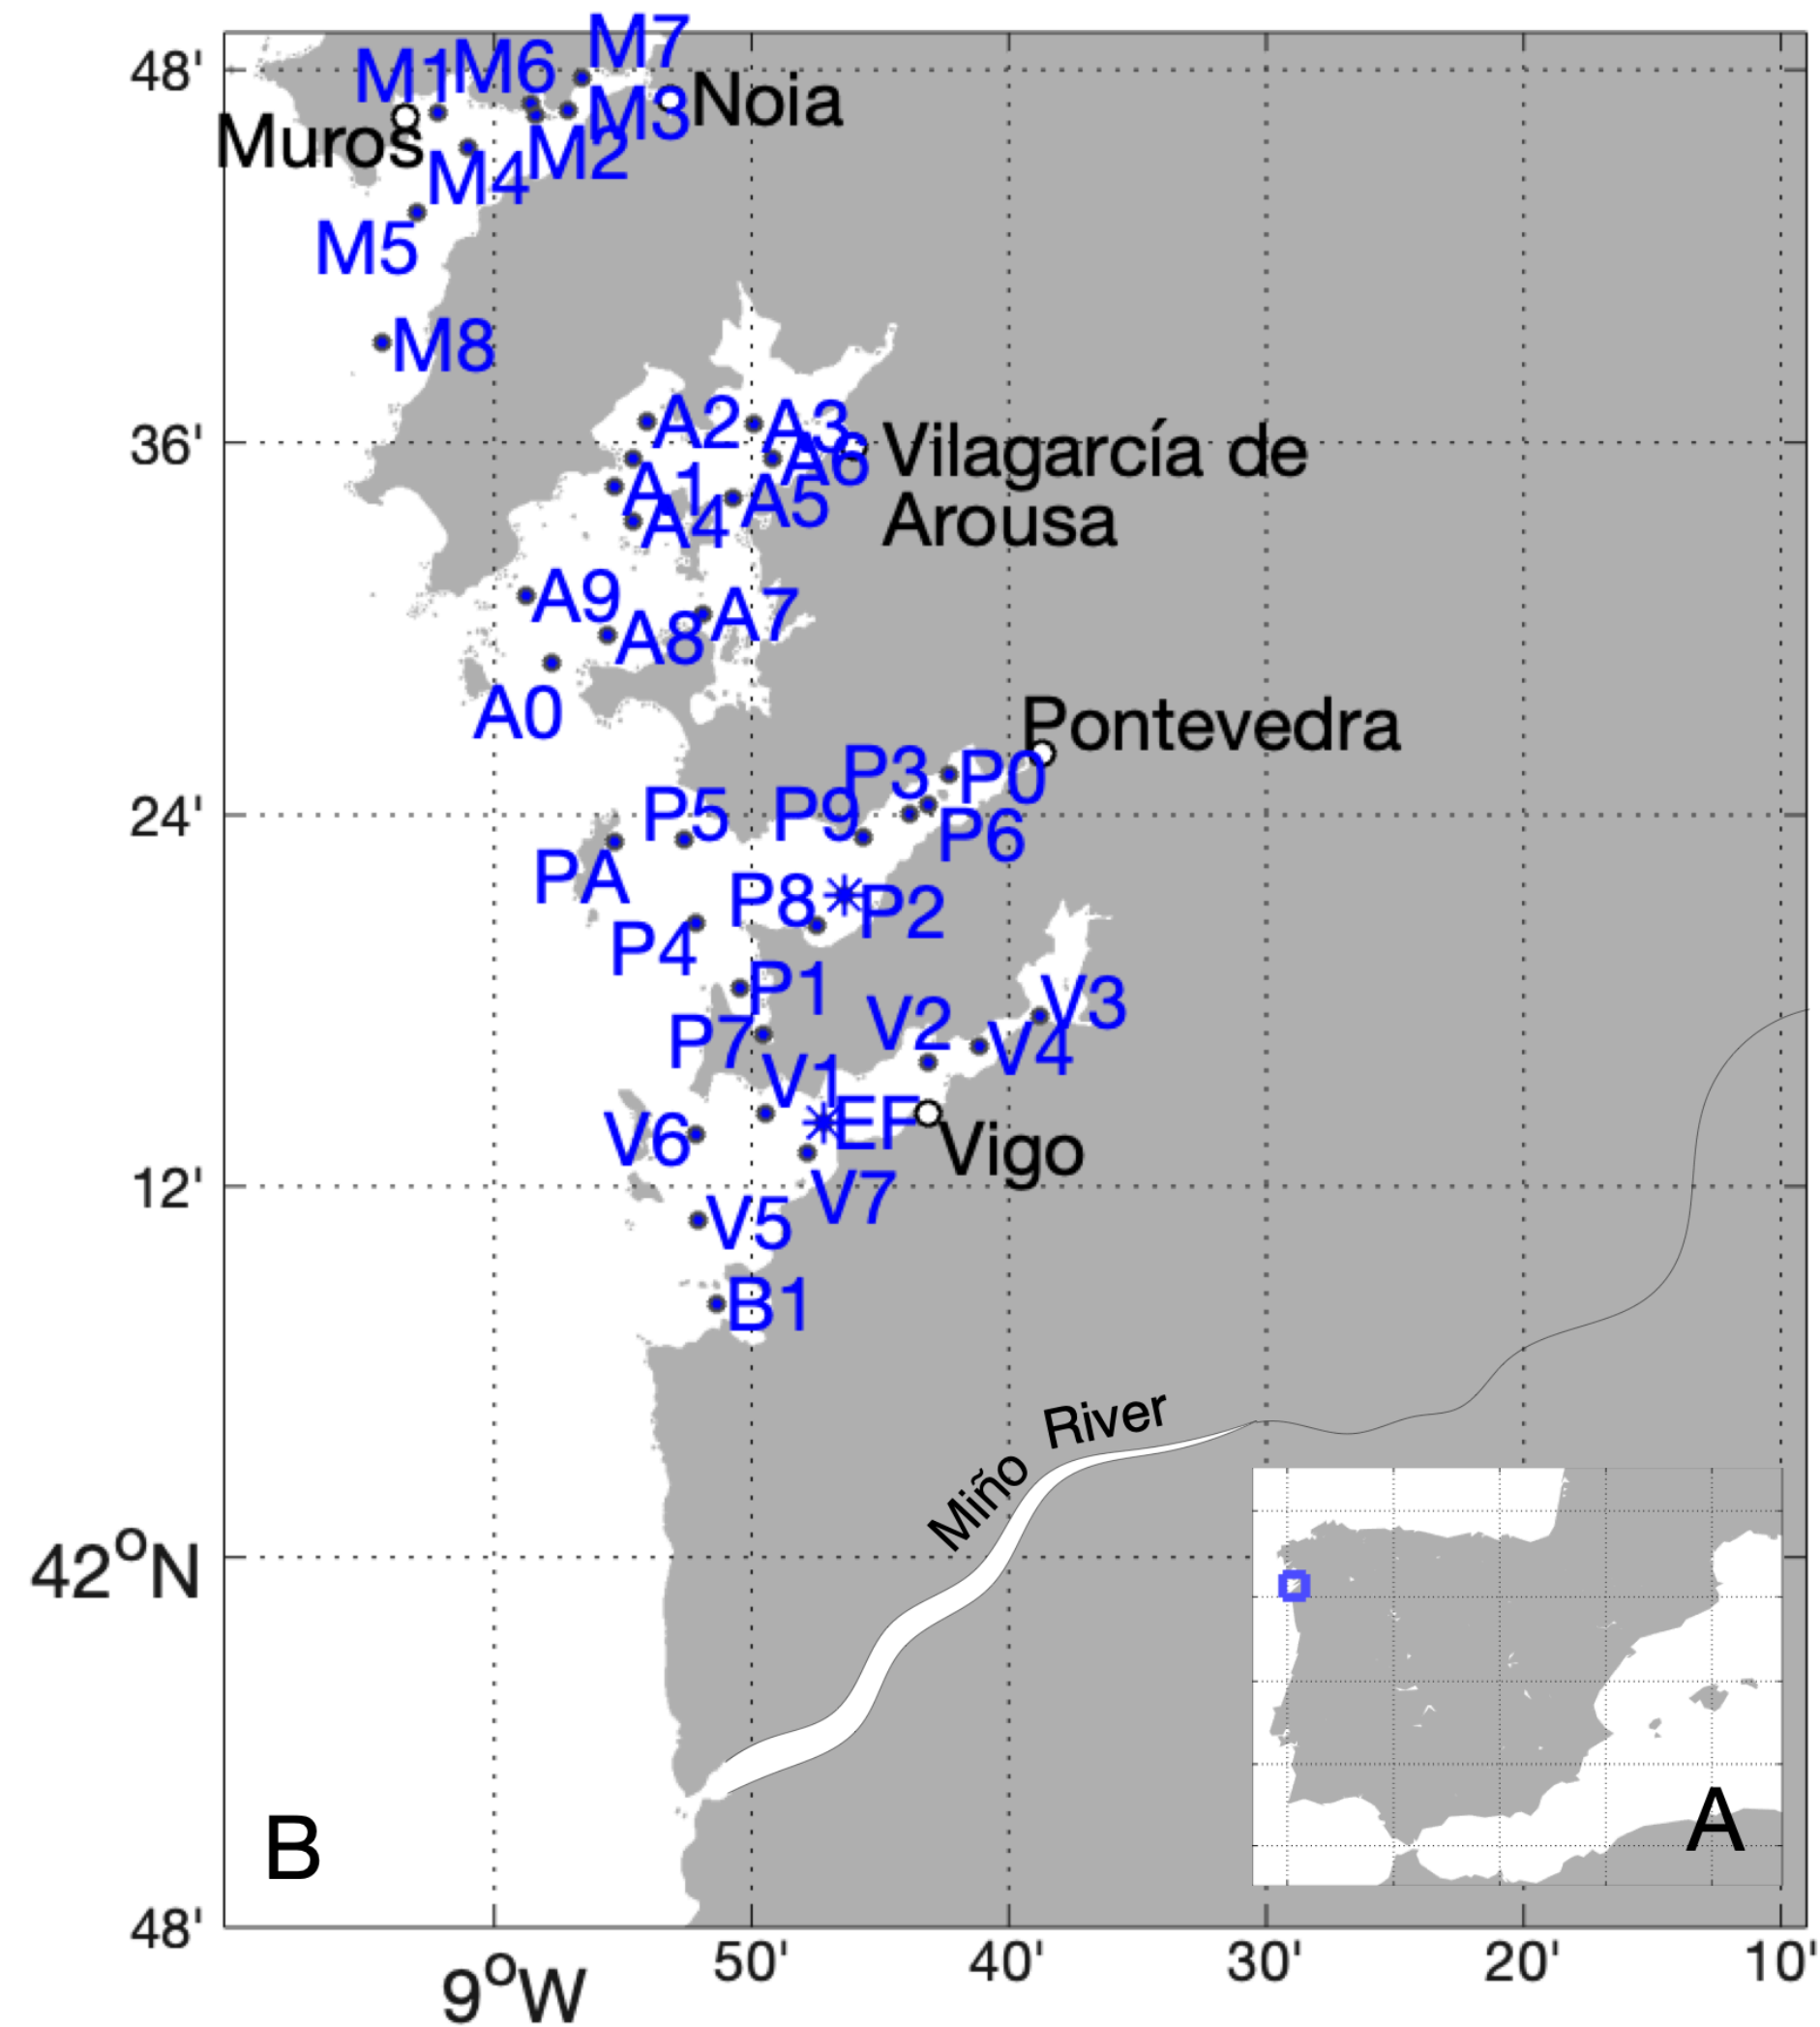 M7
48'
M1
M6
Noia
M3
Muros
M2
M4
M5
M8
A2
A3
36'
A6
Vilagarcía de
Arousa
A1
A5
A4
A9
A7
A8
A0
Pontevedra
P3
P0
24'
P5
P9
P6
PA
P8
P2
P4
P1
V3
V2
P7
V4
V1
EF
V6
Vigo
12'
V7
V5
B1
River
Miño
42°N
B
A
48'
9°W
50'
40'
30'
20'
10'